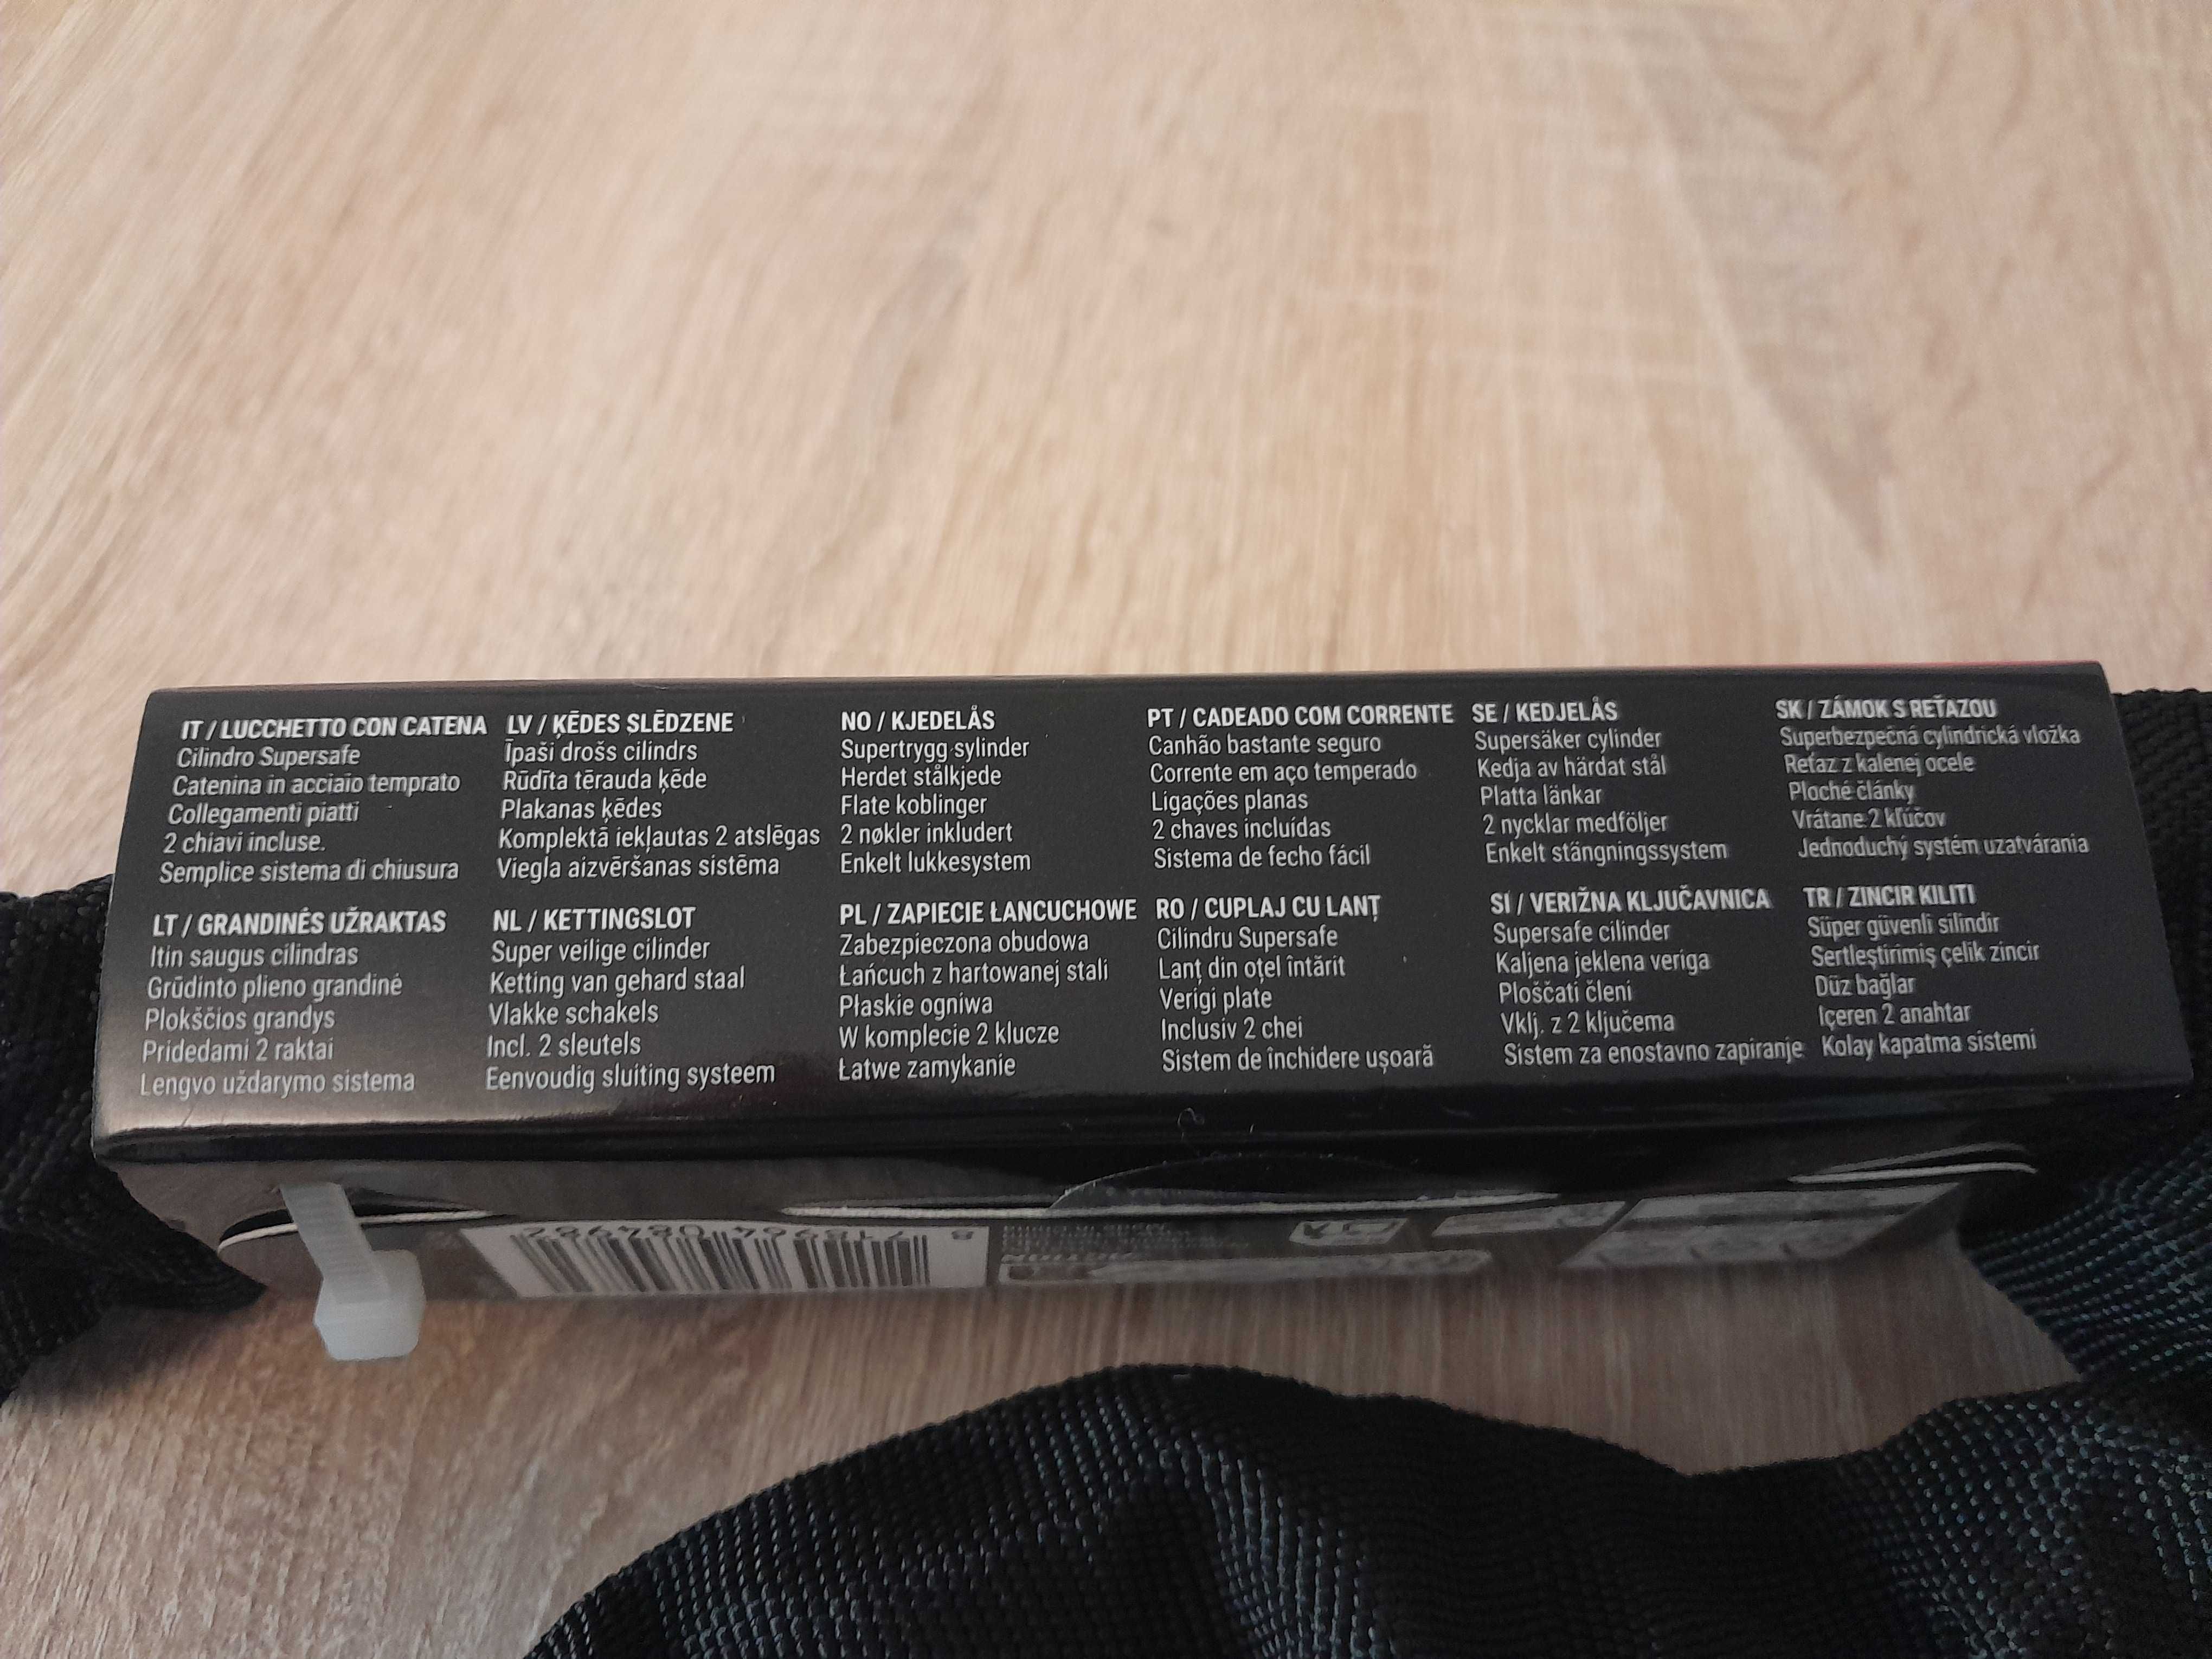 IT / LUCCHETTO CON CATENA
Cilindro Supersafe
Catenina in acciaio temprato
Collegamenti piatti
2 chiavi incluse.
Semplice sistema di chiusura
LV / ĶĒDES SLĒDZENE
Īpaši drošs cilindrs
Rūdīta tērauda ķēde
Plakanas ķēdes
Komplektā iekļautas 2 atslēgas
Viegla aizvēršanas sistēma
NO / KJEDELÅS
Supertrygg sylinder
Herdet stålkjede
Flate koblinger
2 nøkler inkludert
Enkelt lukkesystem
PT / CADEADO COM CORRENTE
Canhão bastante seguro
Corrente em aço temperado
Ligações planas
2 chaves incluídas
Sistema de fecho fácil
SE / KEDJELÅS
Supersäker cylinder
Kedja av härdat stål
Platta länkar
2 nycklar medföljer
Enkelt stängningssystem
SK / ZÁMOK S REŤAZOU
Superbezpečná cylindrická vložka
Reťaz z kalenej ocele
Ploché články
Vrátane 2 kľúčov
Jednoduchý systém uzatvárania
LT / GRANDINĖS UŽRAKTAS
Itin saugus cilindras
Grūdinto plieno grandinė
Plokščios grandys
Pridedami 2 raktai
Lengvo uždarymo sistema
NL / KETTINGSLOT
Super veilige cilinder
Ketting van gehard staal
Vlakke schakels
Incl. 2 sleutels
Eenvoudig sluiting systeem
PL / ZAPIECIE ŁANCUCHOWE
Zabezpieczona obudowa
Łańcuch z hartowanej stali
Płaskie ogniwa
W komplecie 2 klucze
Łatwe zamykanie
RO / CUPLAJ CU LANȚ
Cilindru Supersafe
Lanț din oțel întărit
Verigi plate
Inclusiv 2 chei
Sistem de închidere ușoară
SI / VERIŽNA KLJUČAVNICA
Supersafe cilinder
Kaljena jeklena veriga
Ploščati členi
Vklj. z 2 ključema
Sistem za enostavno zapiranje
TR / ZINCIR KILITI
Süper güvenli silindir
Sertleştirimiş çelik zincir
Düz bağlar
Içeren 2 anahtar
Kolay kapatma sistemi
8 718964 084982